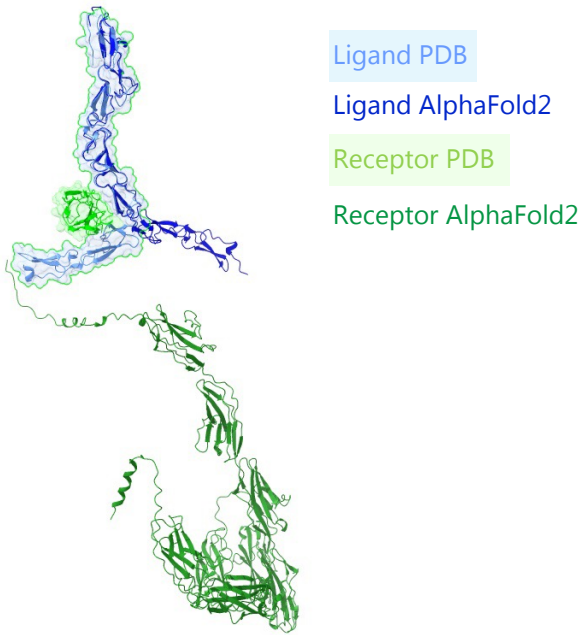 Ligand PDB
Ligand AlphaFold2
Receptor PDB
Receptor AlphaFold2